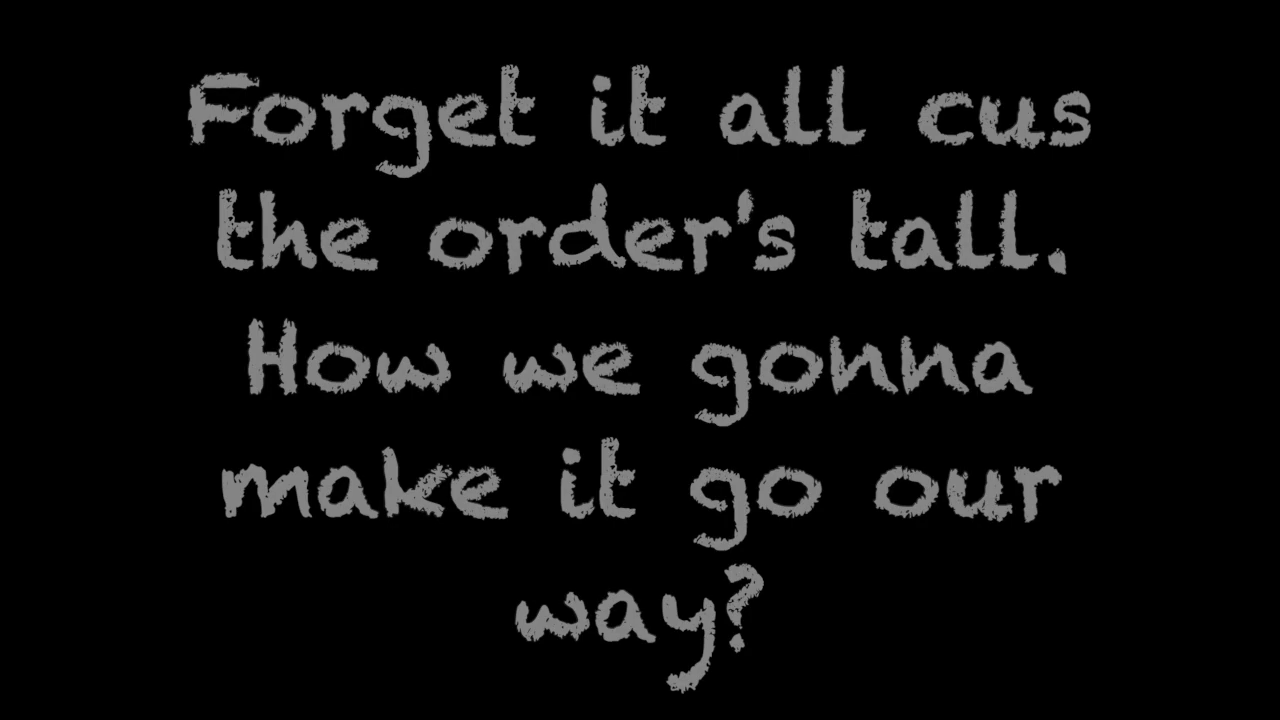 Forget it all cus
the order's tall.
How we gonna
make it go our
way?